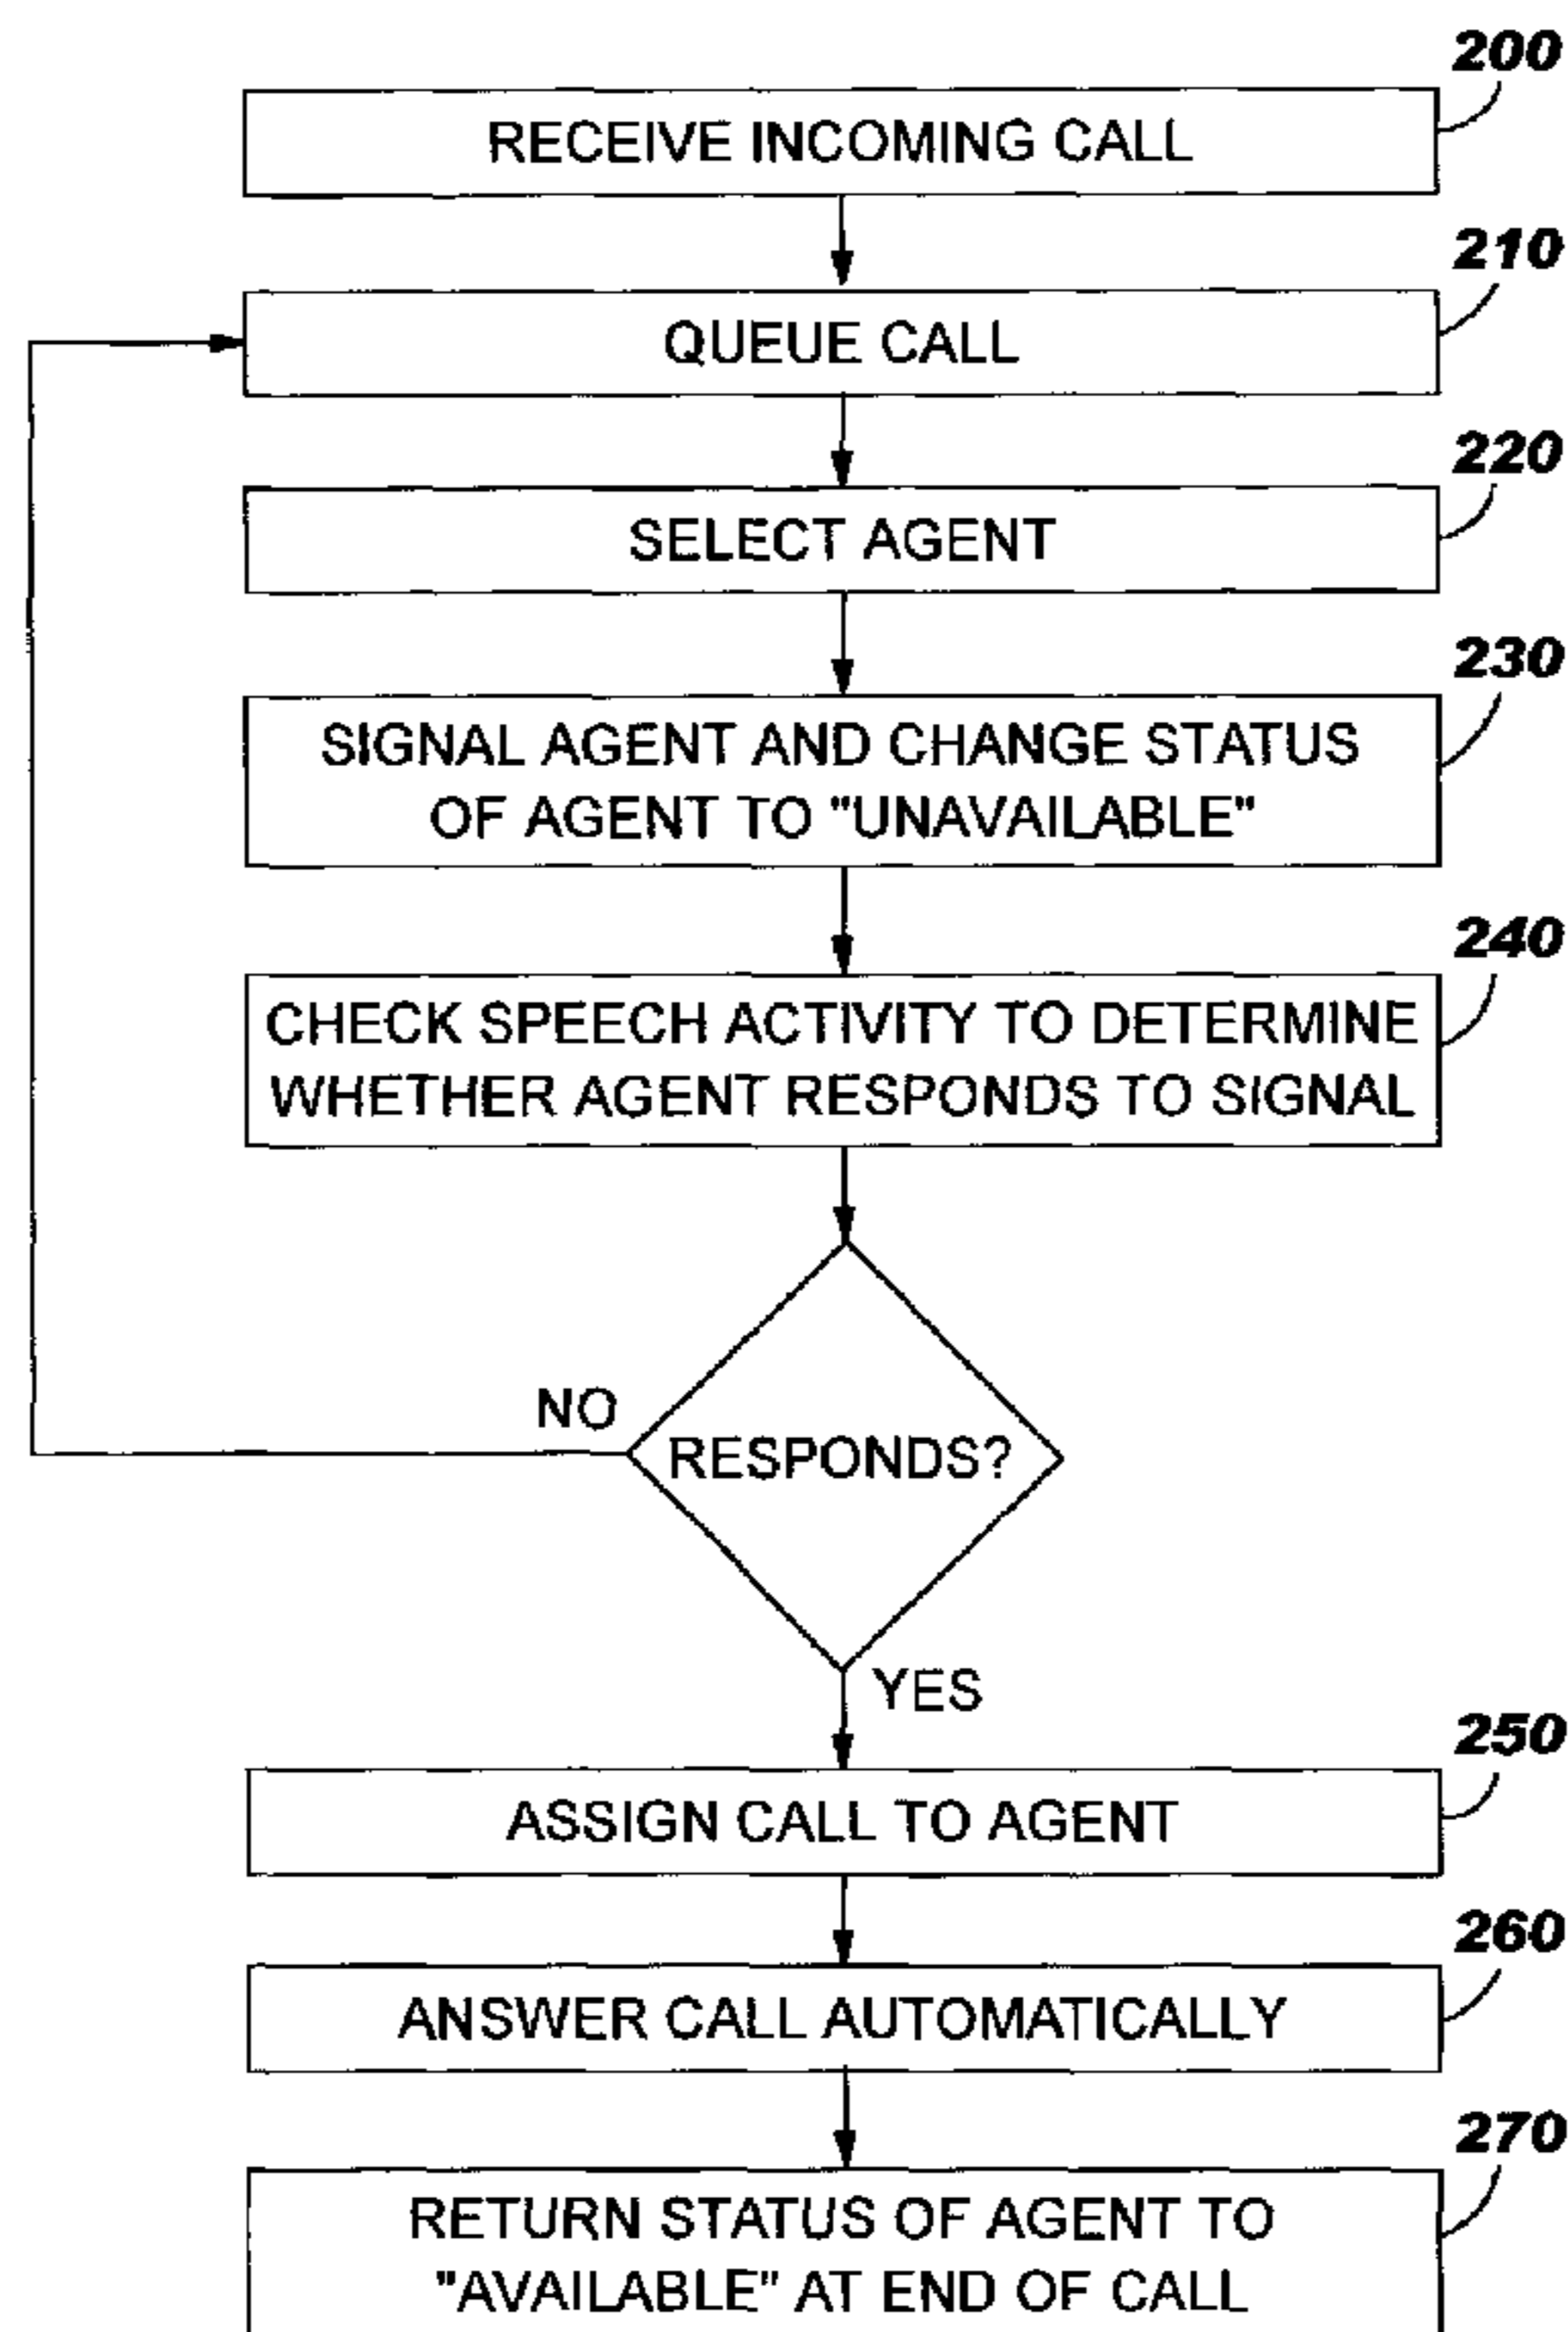 200
RECEIVE INCOMING CALL
210
QUEUE CALL
220
SELECT AGENT
230
SIGNAL AGENT AND CHANGE STATUS
OF AGENT TO "UNAVAILABLE"
240
CHECK SPEECH ACTIVITY TO DETERMINE
WHETHER AGENT RESPONDS TO SIGNAL
NO
RESPONDS?
YES
250
ASSIGN CALL TO AGENT
260
ANSWER CALL AUTOMATICALLY
270
RETURN STATUS OF AGENT TO
"AVAILABLE" AT END OF CALL